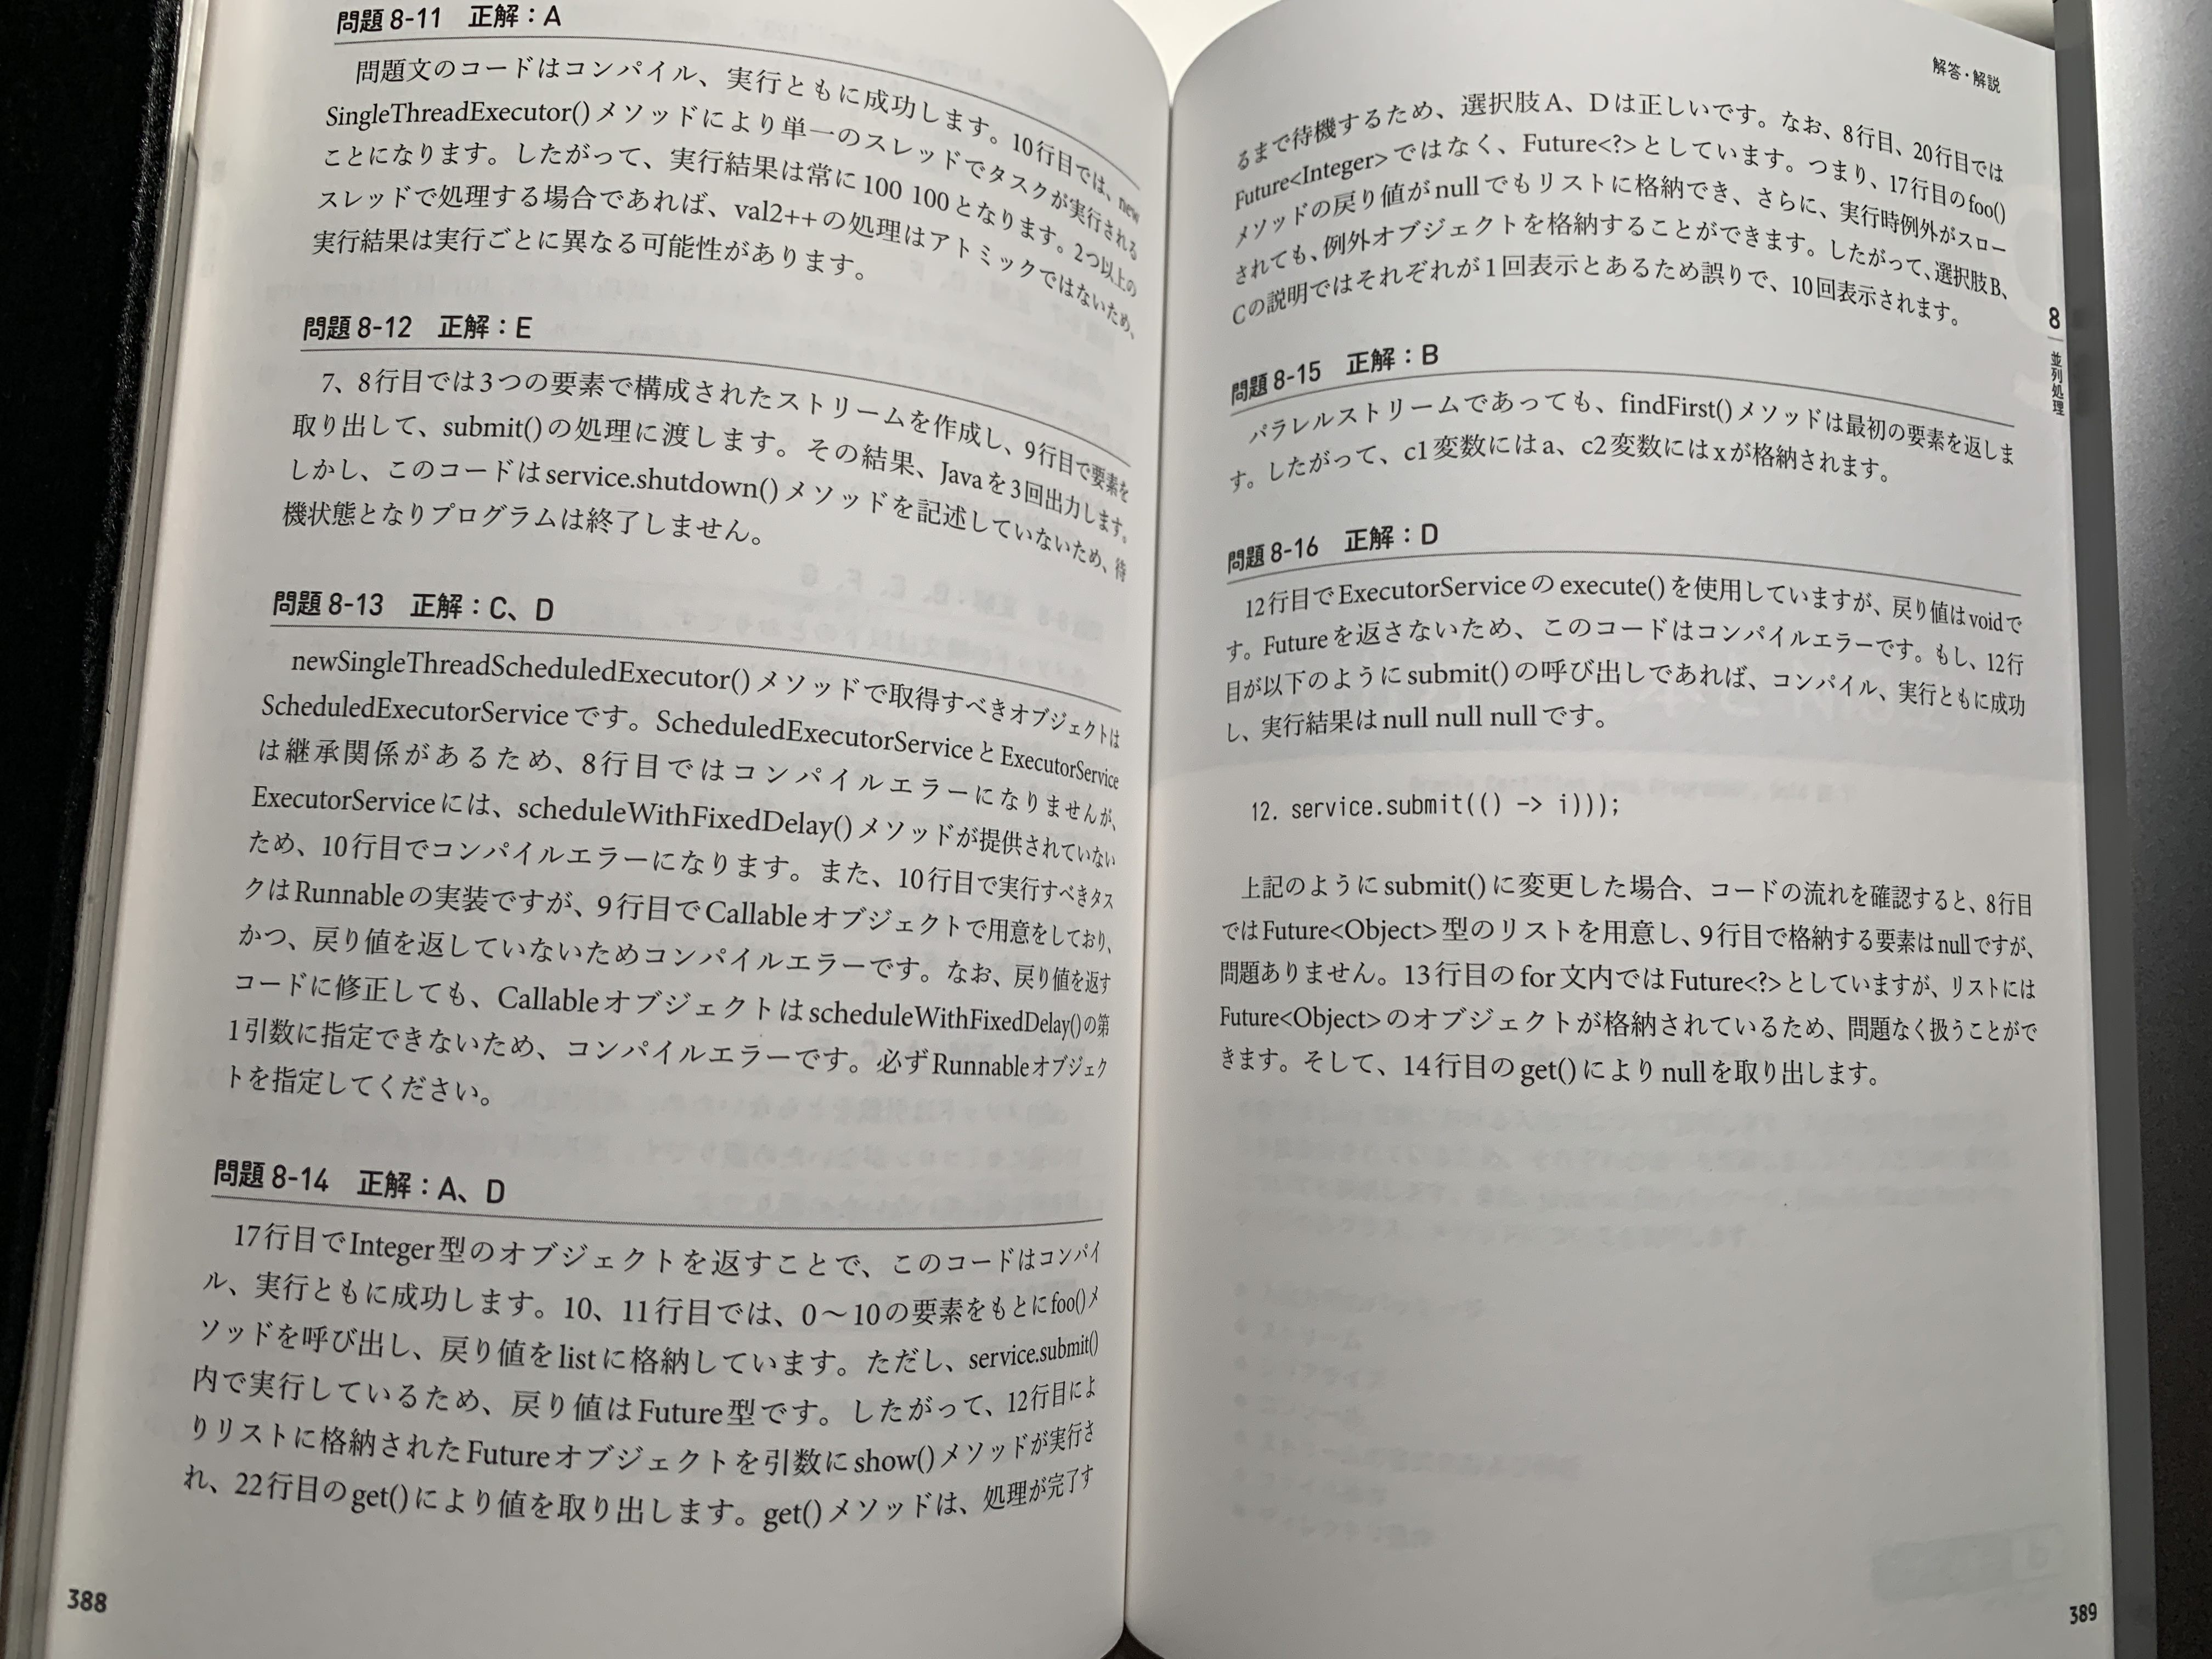 問題 8-11　正解：A
問題文のコードはコンパイル、実行ともに成功します。10行目では、new
SingleThreadExecutor()メソッドにより単一のスレッドでタスクが実行される
ことになります。したがって、実行結果は常に100 100となります。2つ以上の
スレッドで処理する場合であれば、val2++の処理はアトミックではないため、
実行結果は実行ごとに異なる可能性があります。
問題 8-12　正解：E
7、8行目では3つの要素で構成されたストリームを作成し、9行目で要素を
取り出して、submit()の処理に渡します。その結果、Javaを3回出力します。
しかし、このコードはservice.shutdown()メソッドを記述していないため、待
機状態となりプログラムは終了しません。
問題 8-13　正解：C、D
newSingleThreadScheduledExecutor()メソッドで取得すべきオブジェクトは
ScheduledExecutorServiceです。ScheduledExecutorServiceとExecutorService
は継承関係があるため、8行目ではコンパイルエラーになりませんが、
ExecutorServiceには、scheduleWithFixedDelay()メソッドが提供されていない
ため、10行目でコンパイルエラーになります。また、10行目で実行すべきタス
クはRunnableの実装ですが、9行目でCallableオブジェクトで用意をしており、
かつ、戻り値を返していないためコンパイルエラーです。なお、戻り値を返す
コードに修正しても、CallableオブジェクトはscheduleWithFixedDelay()の第
1引数に指定できないため、コンパイルエラーです。必ずRunnableオブジェク
トを指定してください。
問題 8-14　正解：A、D
17行目でInteger型のオブジェクトを返すことで、このコードはコンパイ
ル、実行ともに成功します。10、11行目では、0～10の要素をもとにfoo()メ
ソッドを呼び出し、戻り値をlistに格納しています。ただし、service.submit()
内で実行しているため、戻り値はFuture型です。したがって、12行目によ
りリストに格納されたFutureオブジェクトを引数にshow()メソッドが実行さ
れ、22行目のget()により値を取り出します。get()メソッドは、処理が完了す
388
解答・解説
るまで待機するため、選択肢A、Dは正しいです。なお、8行目、20行目では
Future<Integer>ではなく、Future<?>としています。つまり、17行目のfoo()
メソッドの戻り値がnullでもリストに格納でき、さらに、実行時例外がスロー
されても、例外オブジェクトを格納することができます。したがって、選択肢B、
Cの説明ではそれぞれが1回表示とあるため誤りで、10回表示されます。
8
並列処理
問題 8-15　正解：B
パラレルストリームであっても、findFirst()メソッドは最初の要素を返しま
す。したがって、c1変数にはa、c2変数にはxが格納されます。
問題 8-16　正解：D
12行目でExecutorServiceのexecute()を使用していますが、戻り値はvoidで
す。Futureを返さないため、このコードはコンパイルエラーです。もし、12行
目が以下のようにsubmit()の呼び出しであれば、コンパイル、実行ともに成功
し、実行結果はnull null nullです。
12. service.submit(() -> i)));
上記のようにsubmit()に変更した場合、コードの流れを確認すると、8行目
ではFuture<Object>型のリストを用意し、9行目で格納する要素はnullですが、
問題ありません。13行目のfor文内ではFuture<?>としていますが、リストには
Future<Object>のオブジェクトが格納されているため、問題なく扱うことがで
きます。そして、14行目のget()によりnullを取り出します。
389